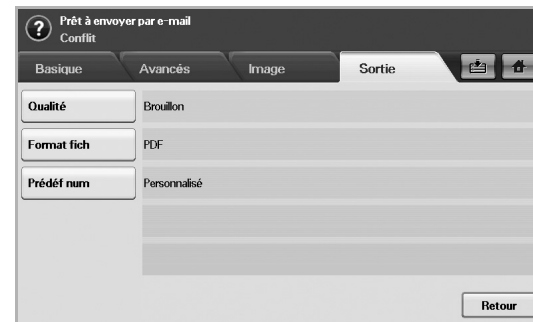 Prêt à envoyer par e-mail
Conflit
Basique Avancés Image Sortie
Qualité Brouillon
Format fich PDF
Prédéf num Personnalisé
Retour